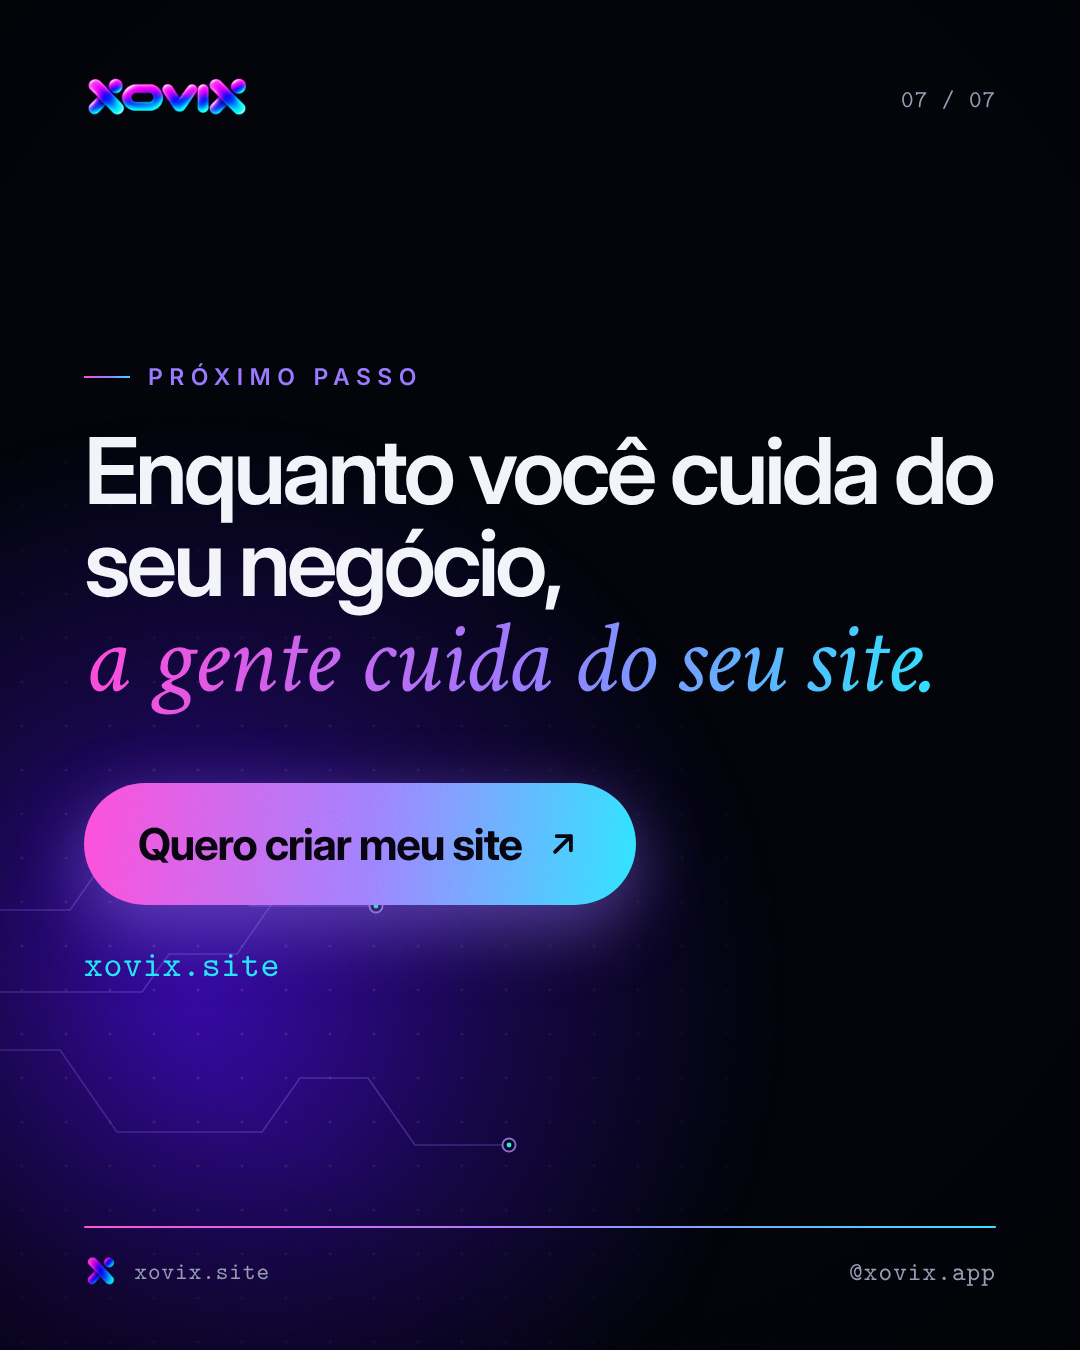 xovix
07 / 07
PRÓXIMO PASSO
Enquanto você cuida do
seu negócio,
a gente cuida do seu site.
Quero criar meu site
xovix.site
xovix.site
@xovix.app